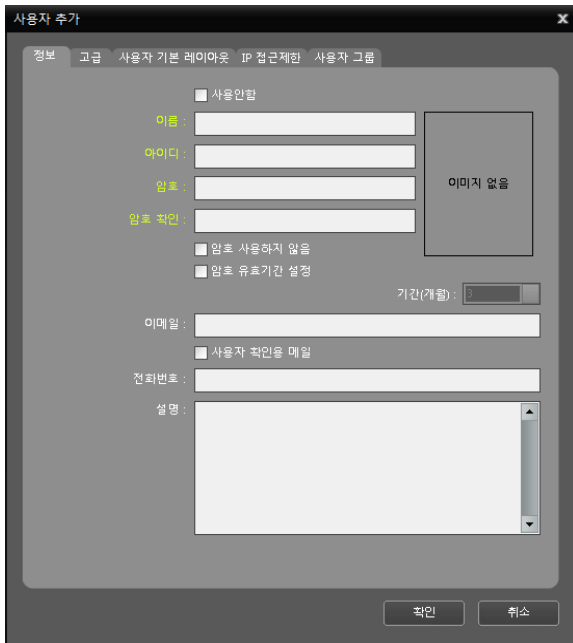 사용자 추가
정보 고급 사용자 기본 레이아웃 IP 접근제한 사용자 그룹
사용안함
이름 :
아이디 :
이미지 없음
암호 :
암호 확인 :
암호 사용하지 않음
암호 유효기간 설정
기간(개월) : 3
이메일 :
사용자 확인용 메일
전화번호 :
설명 :
확인 취소